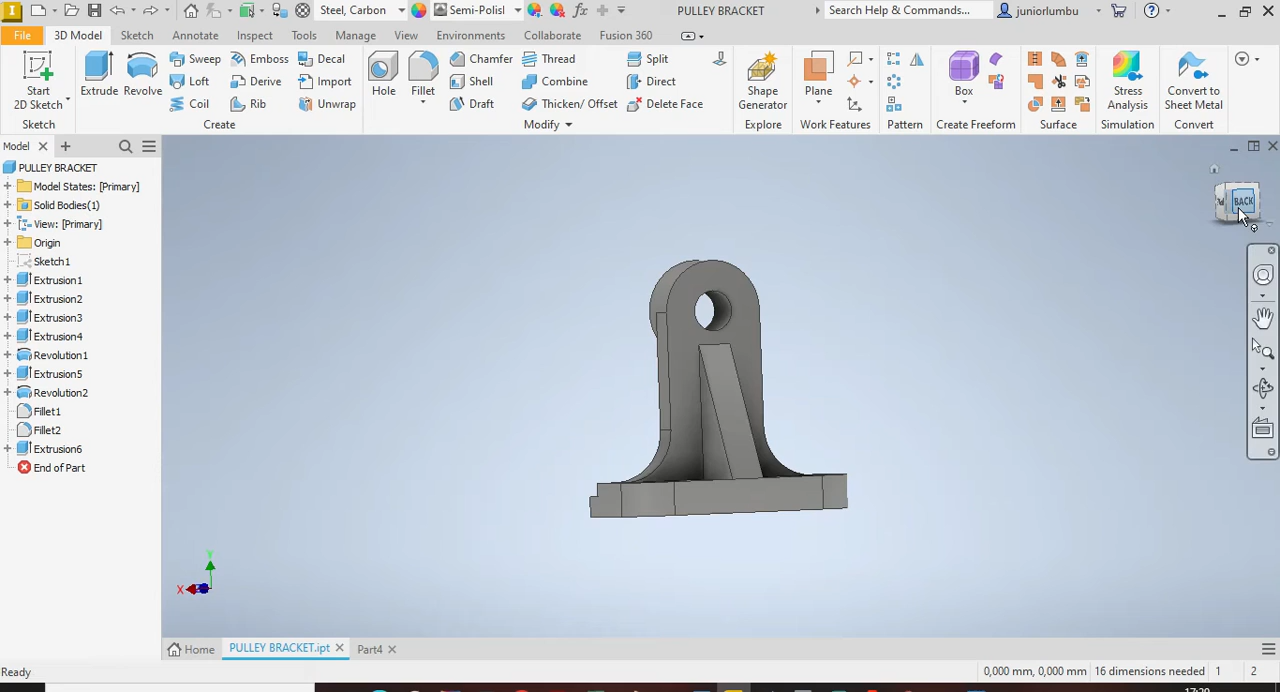 I Steel, Carbon Semi-Polisl fx PULLEY BRACKET Search Help & Commands... juniorlumbu ?
File 3D Model Sketch Annotate Inspect Tools Manage View Environments Collaborate Fusion 360
Start
2D Sketch
Extrude
Revolve
Sweep
Loft
Coil
Emboss
Derive
Rib
Decal
Import
Unwrap
Hole
Fillet
Chamfer
Shell
Draft
Thread
Combine
Thicken/ Offset
Split
Direct
Delete Face
Shape
Generator
Plane
Box
Stress
Analysis
Convert to
Sheet Metal
Sketch Create Modify Explore Work Features Pattern Create Freeform Surface Simulation Convert
Model
PULLEY BRACKET
Model States: [Primary]
Solid Bodies(1)
View: [Primary]
Origin
Sketch1
Extrusion1
Extrusion2
Extrusion3
Extrusion4
Revolution1
Extrusion5
Revolution2
Fillet1
Fillet2
Extrusion6
End of Part
BACK
Y
X
Home PULLEY BRACKET.ipt Part4
Ready 0,000 mm, 0,000 mm 16 dimensions needed 1 2